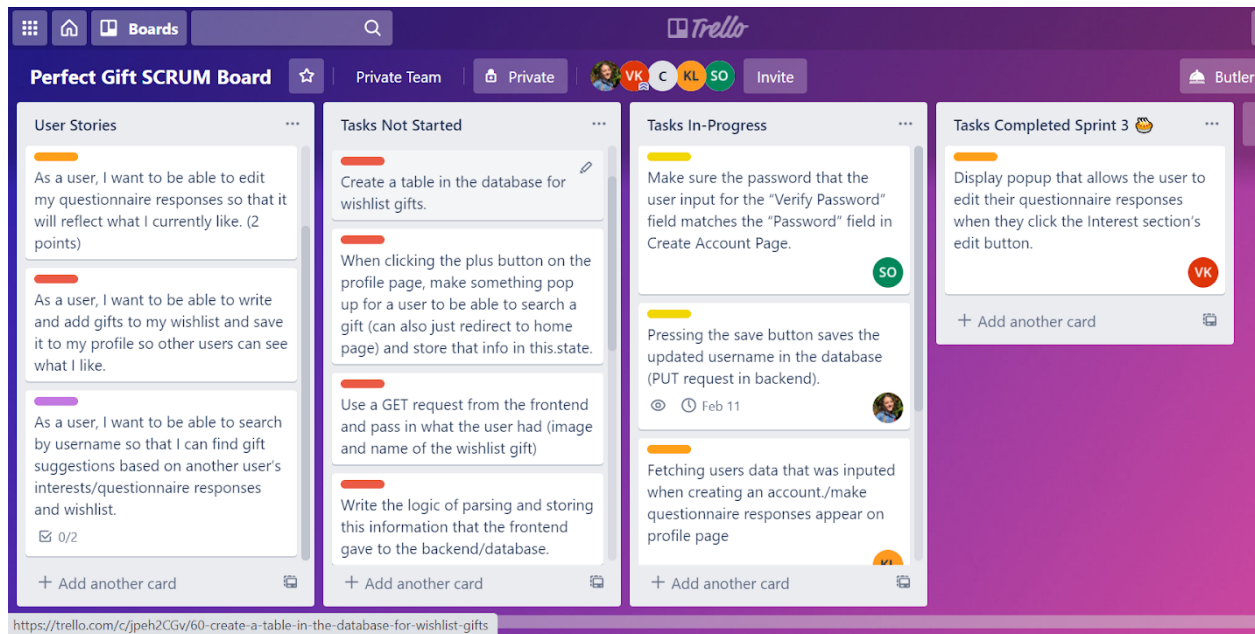 Boards
Trello
Perfect Gift SCRUM Board
Private Team
Private
VK
C
KL
SO
Invite
Butler
User Stories
As a user, I want to be able to edit
my questionnaire responses so that it
will reflect what I currently like. (2
points)
As a user, I want to be able to write
and add gifts to my wishlist and save
it to my profile so other users can see
what I like.
As a user, I want to be able to search
by username so that I can find gift
suggestions based on another user's
interests/questionnaire responses
and wishlist.
0/2
+ Add another card
Tasks Not Started
Create a table in the database for
wishlist gifts.
When clicking the plus button on the
profile page, make something pop
up for a user to be able to search a
gift (can also just redirect to home
page) and store that info in this.state.
Use a GET request from the frontend
and pass in what the user had (image
and name of the wishlist gift)
Write the logic of parsing and storing
this information that the frontend
gave to the backend/database.
+ Add another card
Tasks In-Progress
Make sure the password that the
user input for the “Verify Password”
field matches the “Password” field in
Create Account Page.
SO
Pressing the save button saves the
updated username in the database
(PUT request in backend).
Feb 11
Fetching users data that was inputed
when creating an account./make
questionnaire responses appear on
profile page
KL
+ Add another card
Tasks Completed Sprint 3
Display popup that allows the user to
edit their questionnaire responses
when they click the Interest section's
edit button.
VK
+ Add another card
https://trello.com/c/jpeh2CGv/60-create-a-table-in-the-database-for-wishlist-gifts